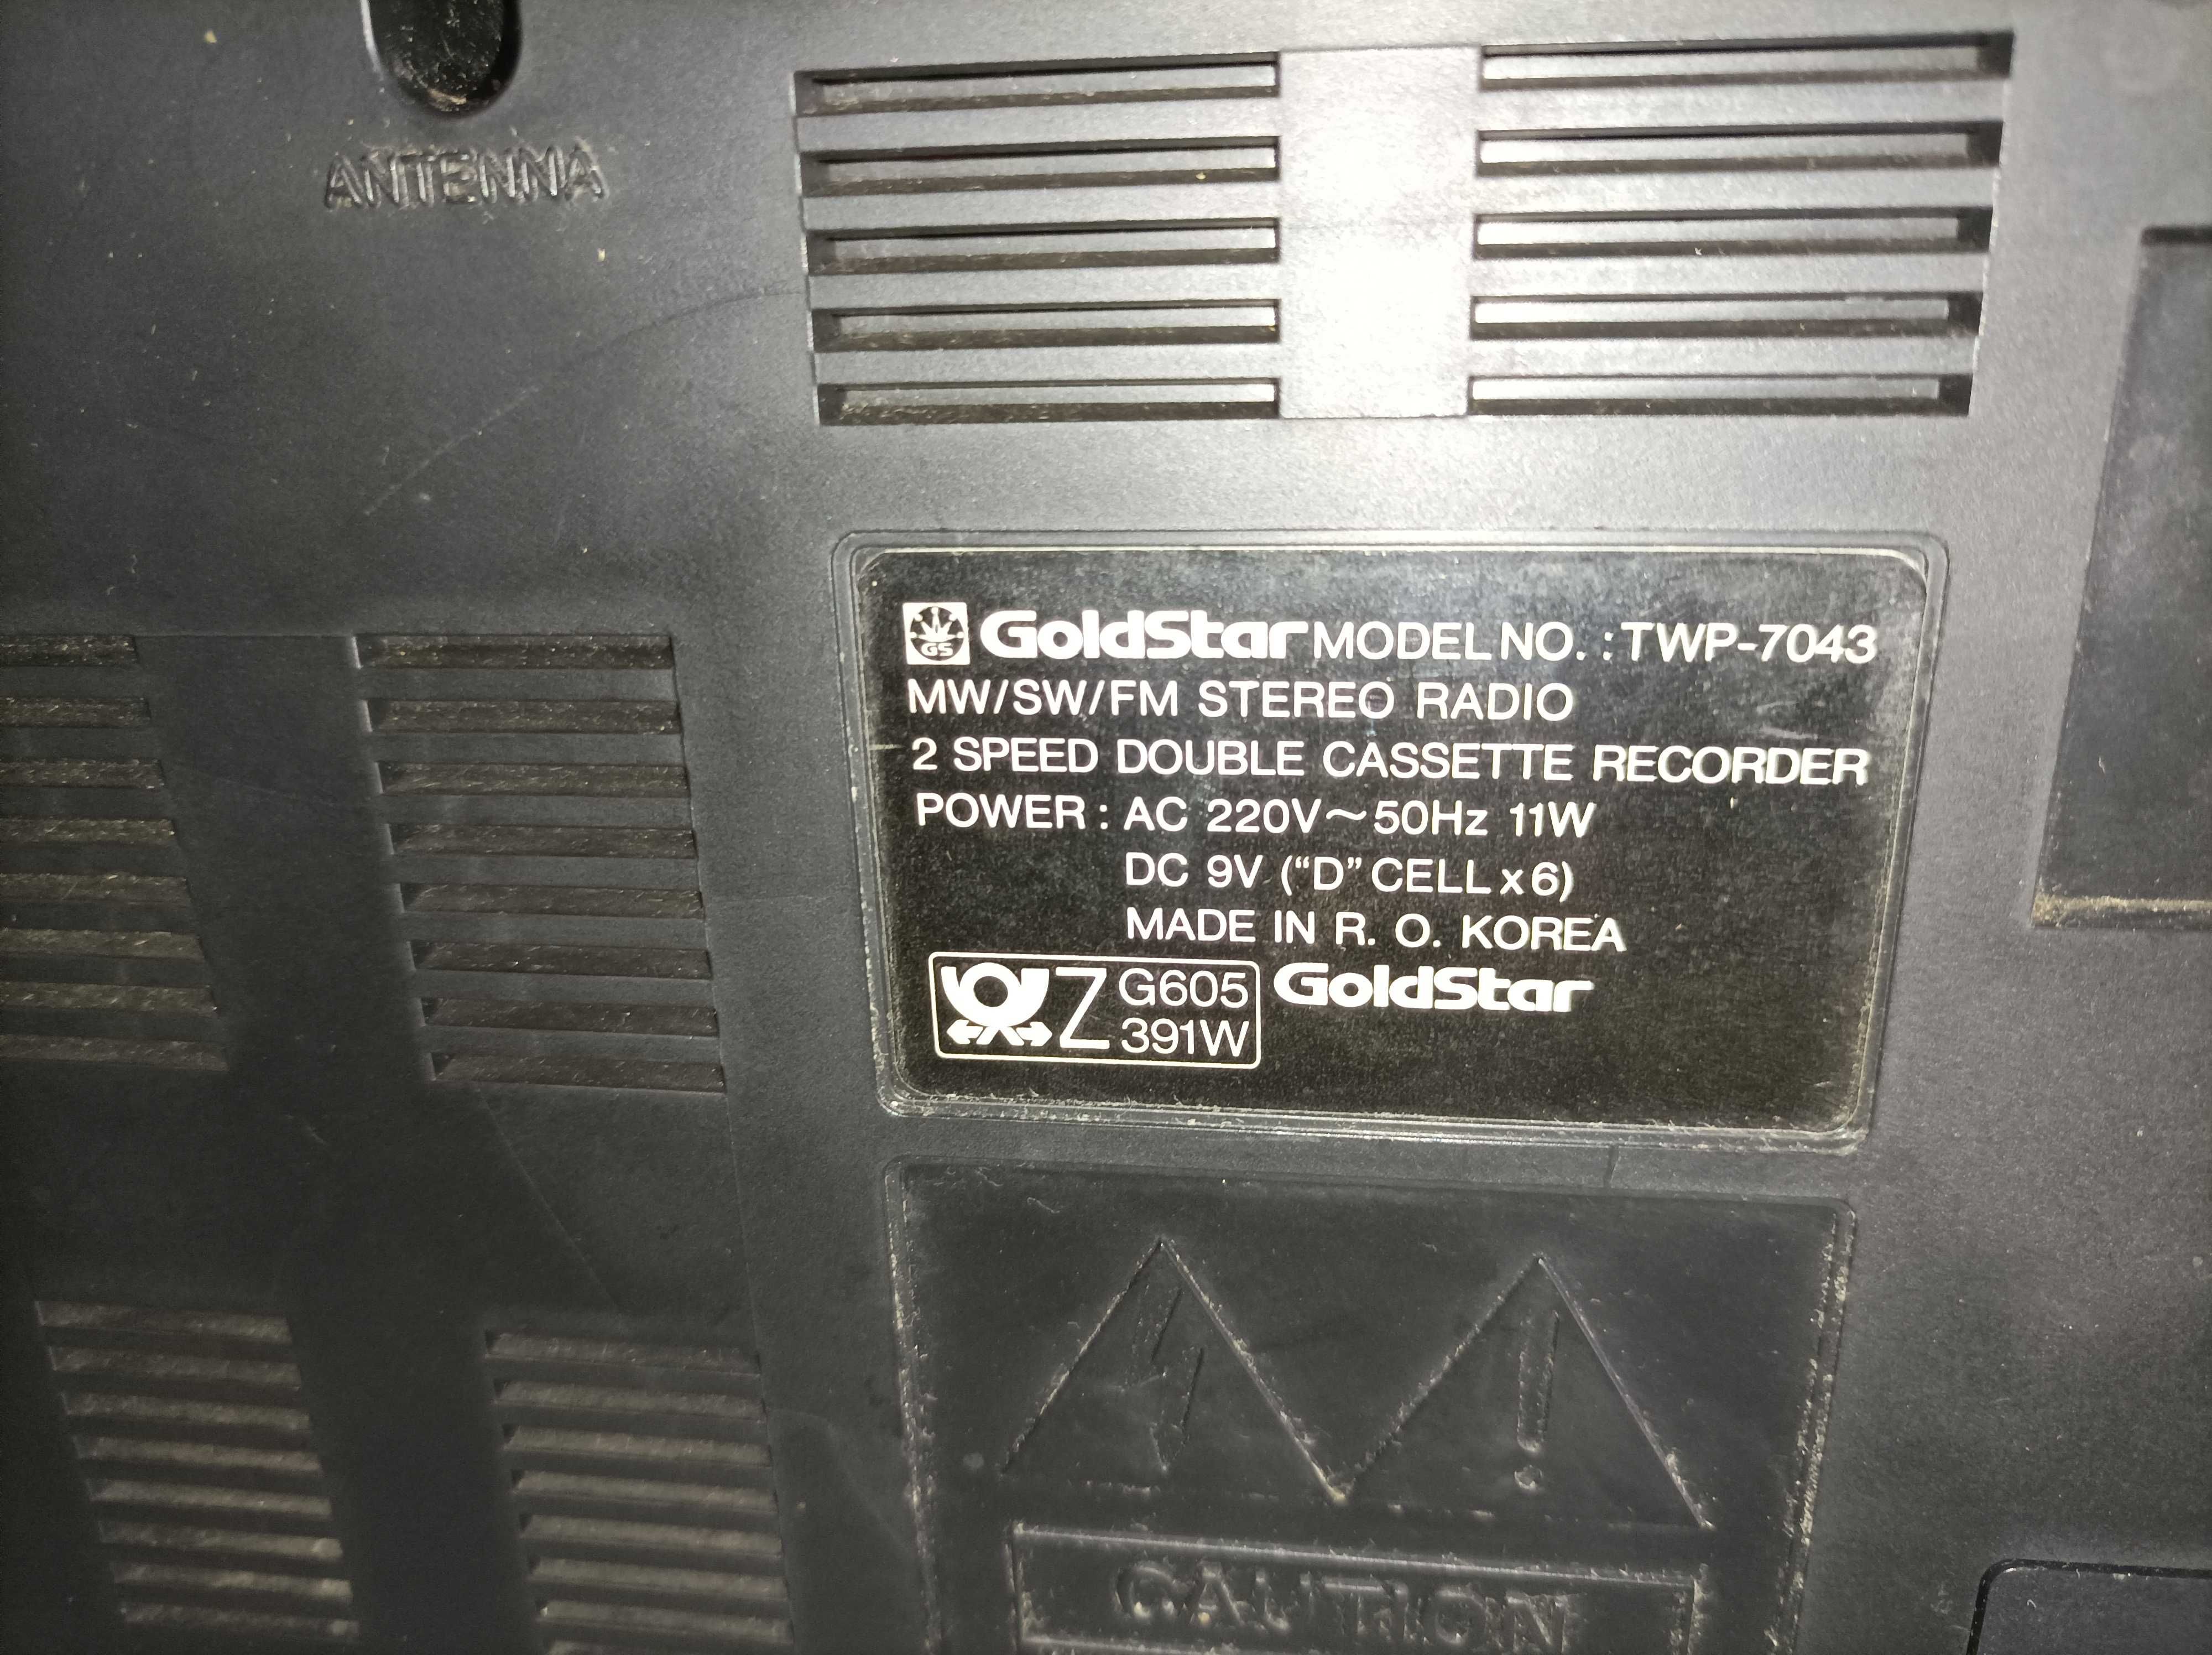 ANTENNA
GS GoldStar MODEL NO. : TWP-7043
MW/SW/FM STEREO RADIO
2 SPEED DOUBLE CASSETTE RECORDER
POWER : AC 220V~50Hz 11W
DC 9V ("D" CELL x 6)
MADE IN R. O. KOREA
Z G605 GoldStar
391W
CAUTION